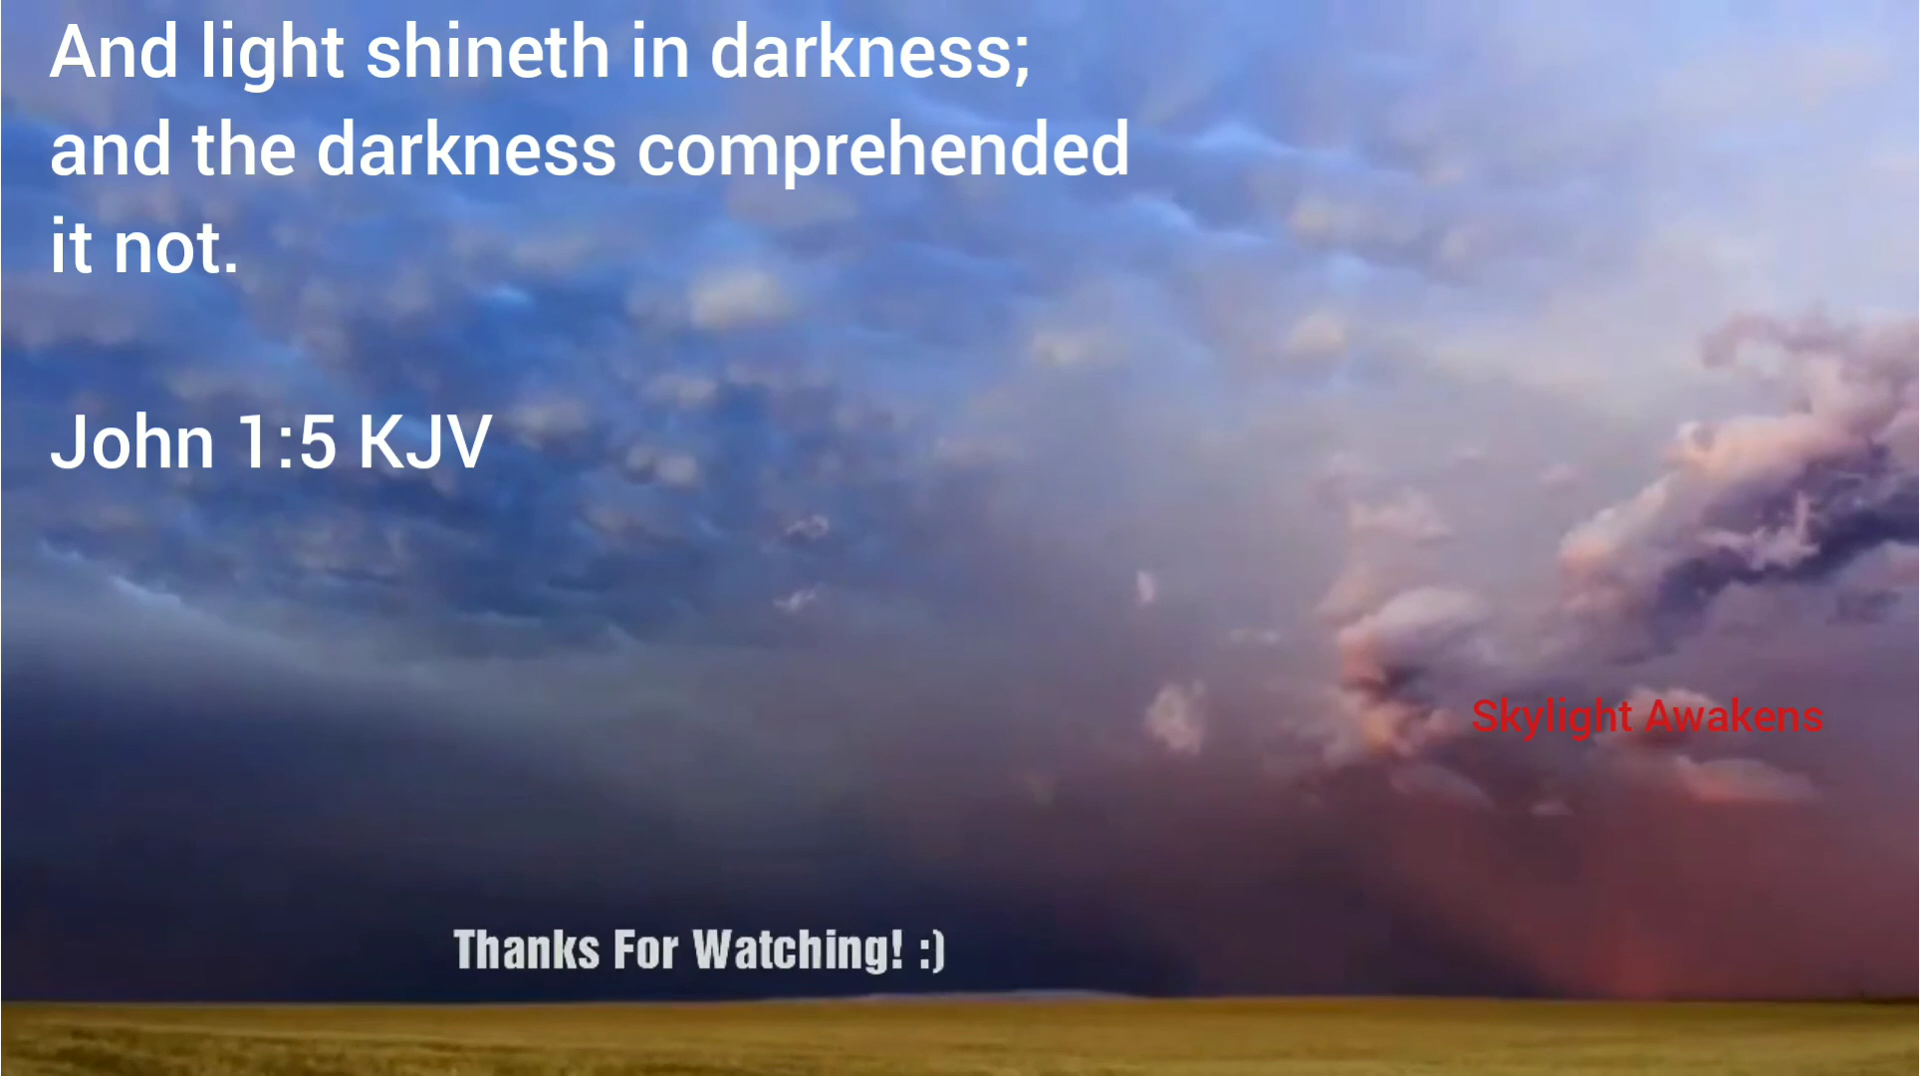 And light shineth in darkness;
and the darkness comprehended
it not.
John 1:5 KJV
Skylight Awakens
Thanks For Watching! :)